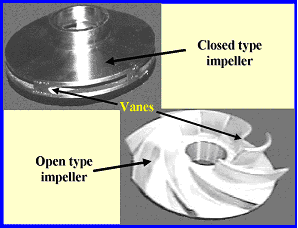 Closed type
impeller
Vanes
Open type
impeller